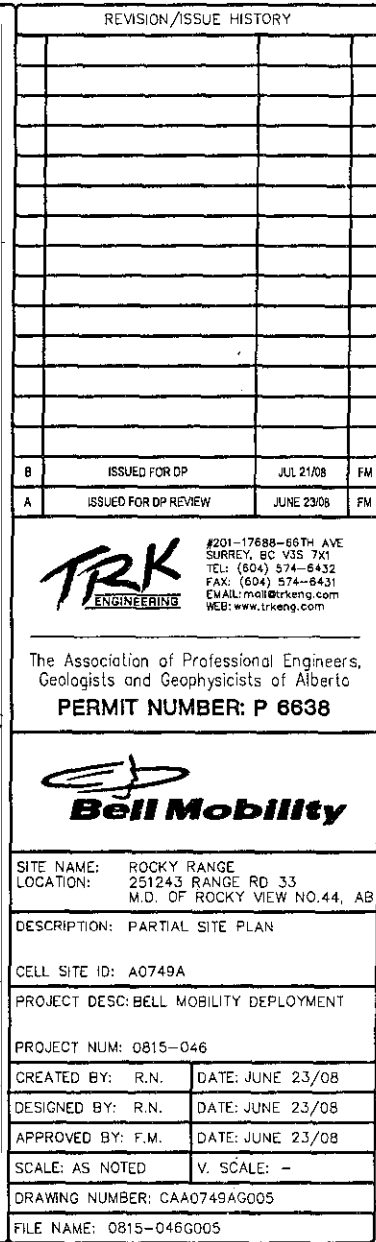 REVISION/ISSUE HISTORY
B ISSUED FOR DP JUL 21/08 FM
A ISSUED FOR DP REVIEW JUNE 23/08 FM
TRK
ENGINEERING
#201-17688-66TH AVE
SURREY, BC V3S 7X1
TEL: (604) 574-6432
FAX: (604) 574-6431
EMAIL: mail@trkeng.com
WEB: www.trkeng.com
The Association of Professional Engineers,
Geologists and Geophysicists of Alberta
PERMIT NUMBER: P 6638
Bell Mobility
SITE NAME: ROCKY RANGE
LOCATION: 251243 RANGE RD 33
M.D. OF ROCKY VIEW NO.44, AB
DESCRIPTION: PARTIAL SITE PLAN
CELL SITE ID: A0749A
PROJECT DESC: BELL MOBILITY DEPLOYMENT
PROJECT NUM: 0815-046
CREATED BY: R.N. DATE: JUNE 23/08
DESIGNED BY: R.N. DATE: JUNE 23/08
APPROVED BY: F.M. DATE: JUNE 23/08
SCALE: AS NOTED V. SCALE: -
DRAWING NUMBER: CAA0749AG005
FILE NAME: 0815-046G005